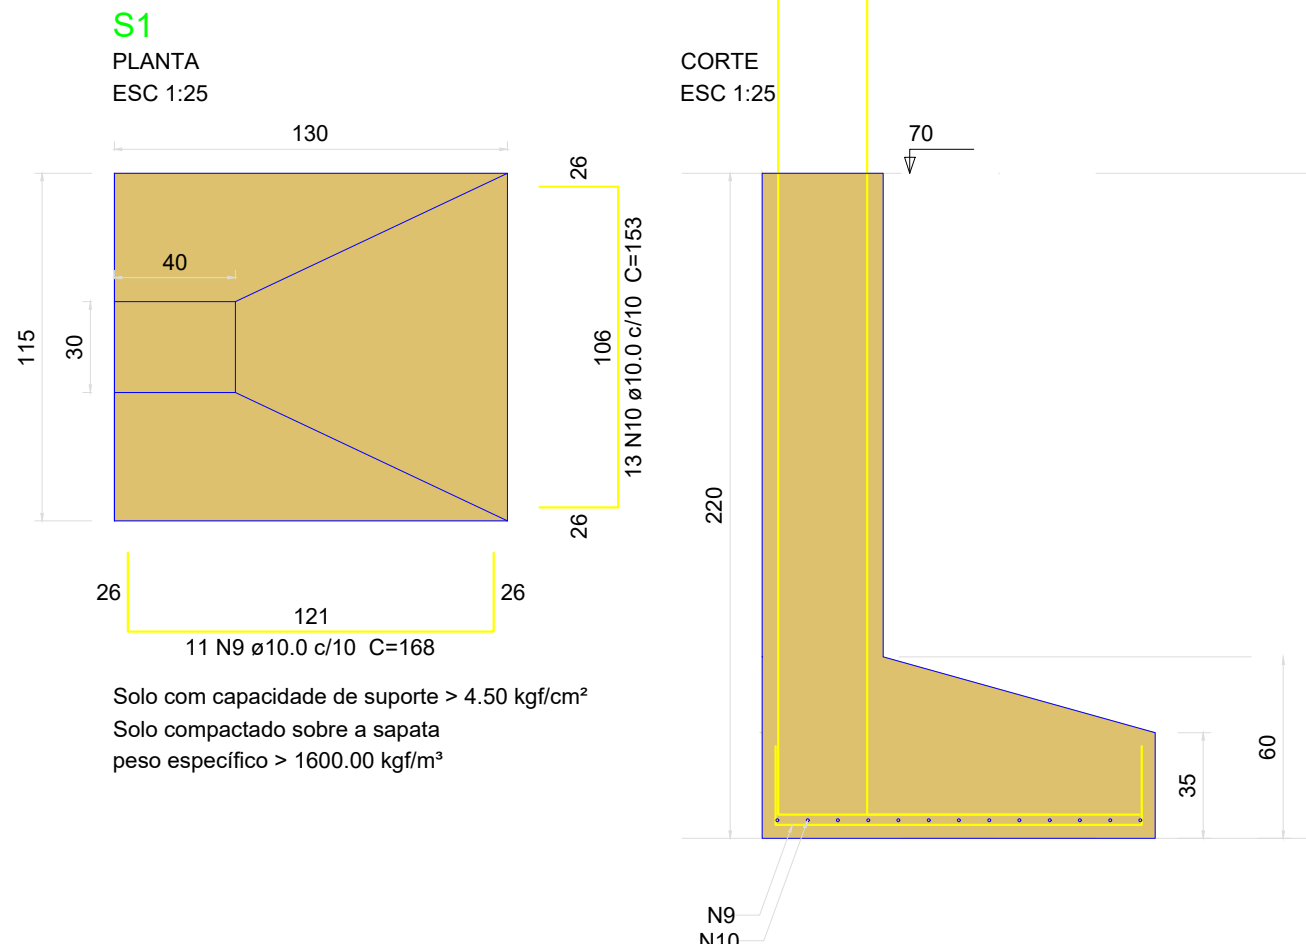 S1
PLANTA
ESC 1:25
130
40
115
30
26
106
13 N10 ø10.0 c/10 C=153
26
26
26
121
11 N9 ø10.0 c/10 C=168
Solo com capacidade de suporte > 4.50 kgf/cm²
Solo compactado sobre a sapata
peso específico > 1600.00 kgf/m³
CORTE
ESC 1:25
70
220
60
35
N9
N10